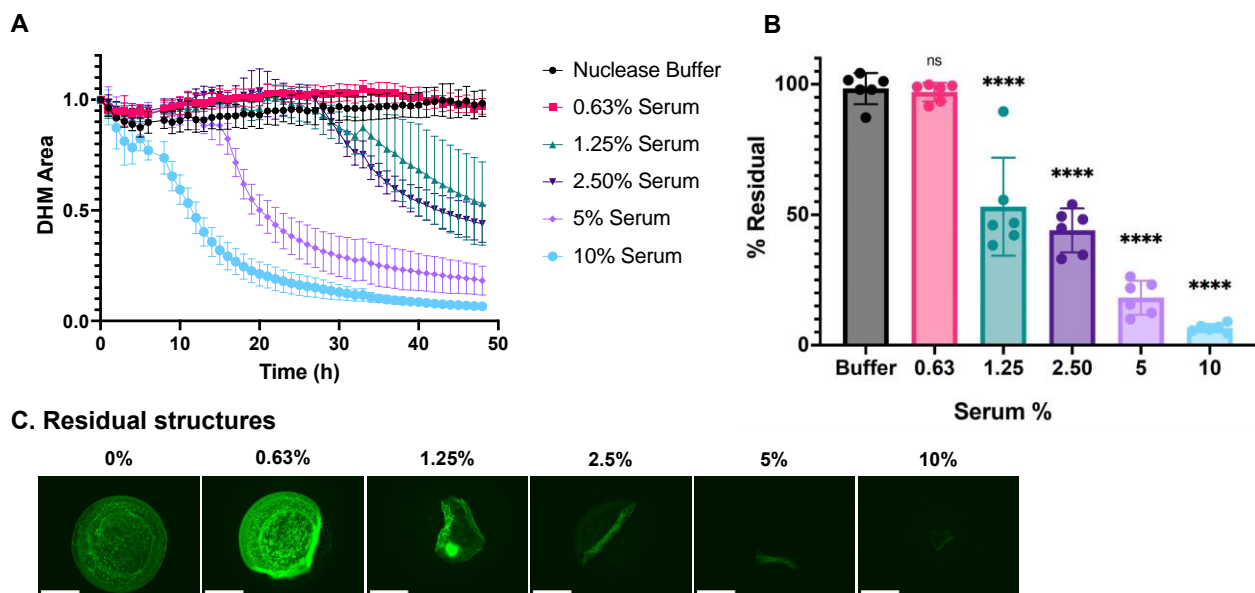 A
DHM Area
1.0
0.5
0.0
0
10
20
30
40
50
Time (h)
Nuclease Buffer
0.63% Serum
1.25% Serum
2.50% Serum
5% Serum
10% Serum
B
% Residual
100
50
0
ns
****
****
****
****
Buffer
0.63
1.25
2.50
5
10
Serum %
C. Residual structures
0%
0.63%
1.25%
2.5%
5%
10%